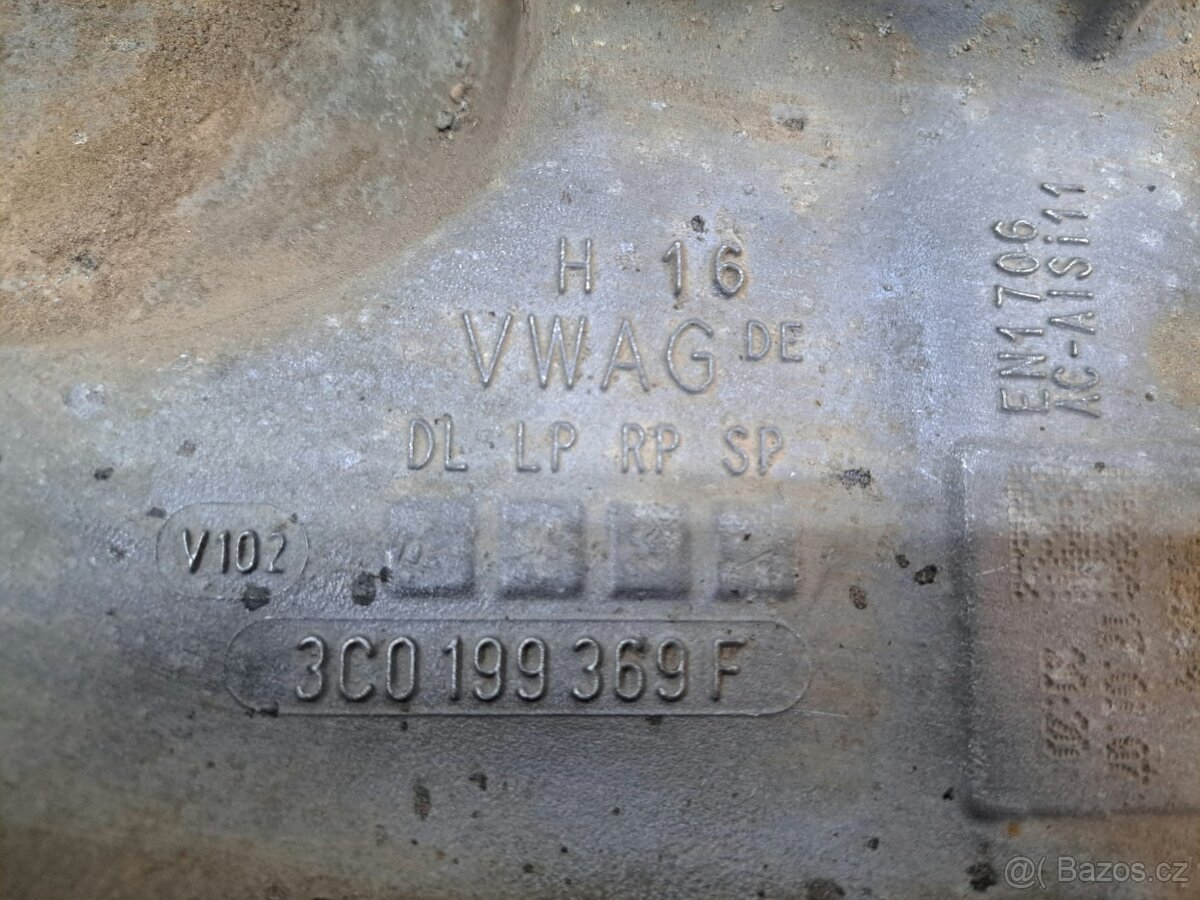 H 16
VWAG DE
DL LP RP SP
V102
3C0 199 369 F
EN1706
AC-AlSi11
@( Bazos.cz